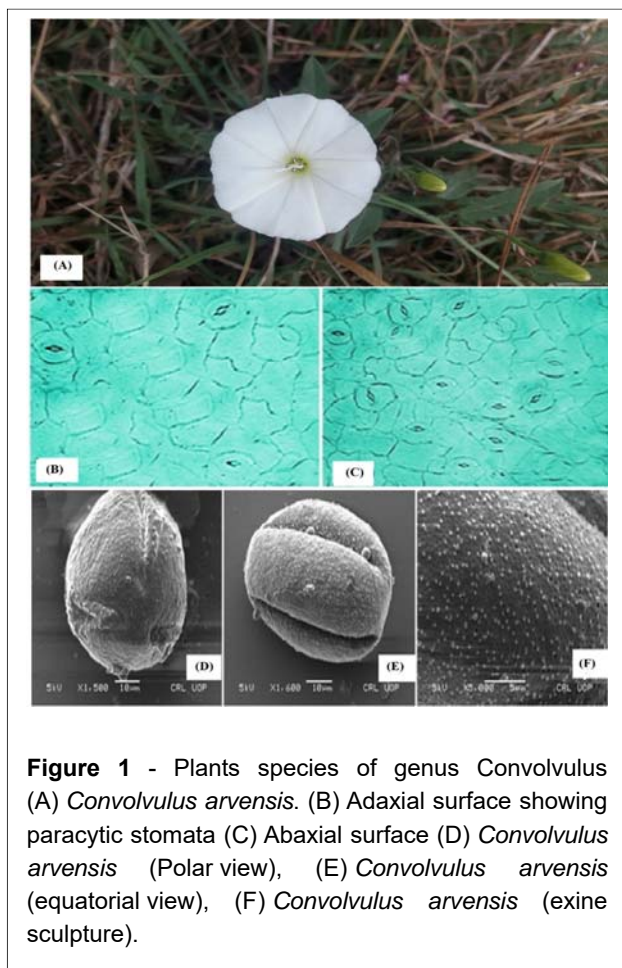 (A)
(B)
(C)
(D)
5kV X1,500 10μm CRL UOP
(E)
5kV X1,600 10μm CRL UOP
(F)
5kV X5,000 5μm CRL UOP
Figure 1 - Plants species of genus Convolvulus
(A) Convolvulus arvensis. (B) Adaxial surface showing
paracytic stomata (C) Abaxial surface (D) Convolvulus
arvensis (Polar view), (E) Convolvulus arvensis
(equatorial view), (F) Convolvulus arvensis (exine
sculpture).